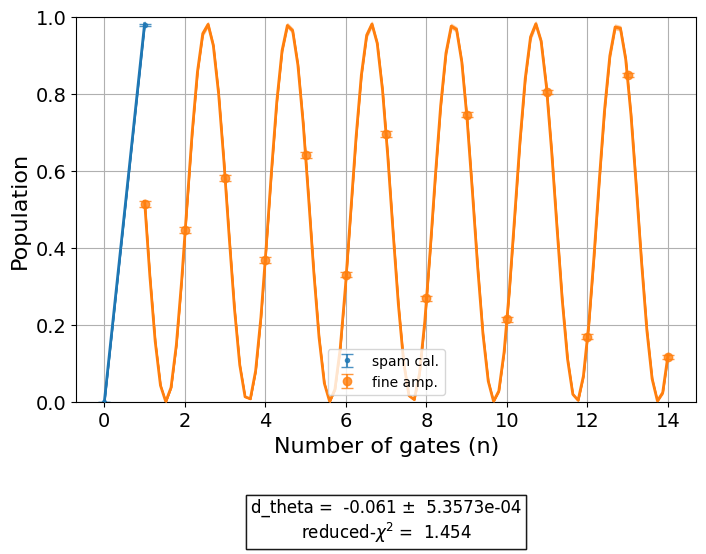 Population
1.0
0.8
0.6
0.4
0.2
0.0
spam cal.
fine amp.
0 2 4 6 8 10 12 14
Number of gates (n)
d_theta = -0.061 ± 5.3573e-04
reduced-χ² = 1.454